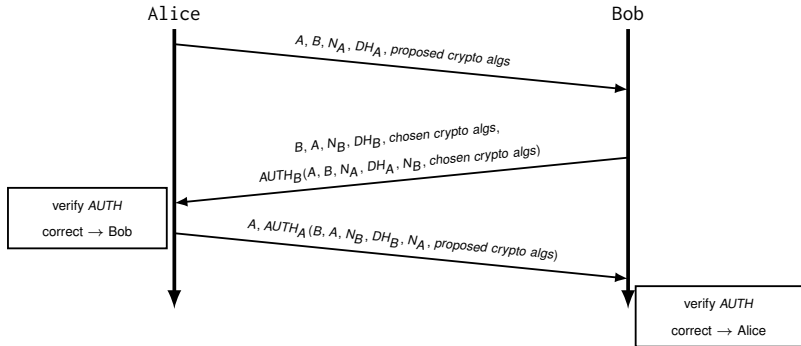 Alice
Bob
A, B, N_A, DH_A, proposed crypto algs
B, A, N_B, DH_B, chosen crypto algs,
AUTH_B(A, B, N_A, DH_A, N_B, chosen crypto algs)
verify AUTH
correct → Bob
A, AUTH_A(B, A, N_B, DH_B, N_A, proposed crypto algs)
verify AUTH
correct → Alice